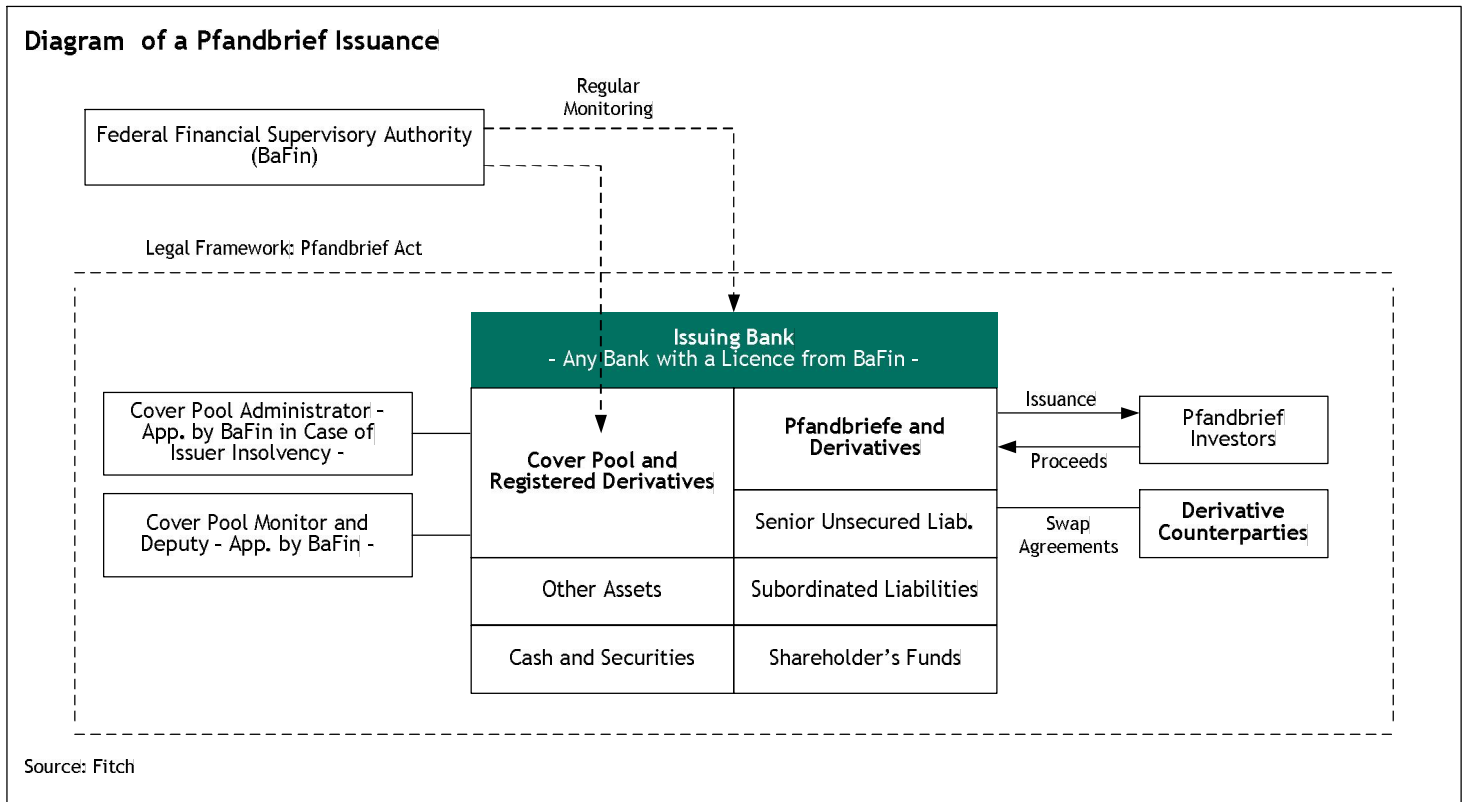 Diagram of a Pfandbrief Issuance
Regular
Monitoring
Federal Financial Supervisory Authority
(BaFin)
Legal Framework: Pfandbrief Act
Issuing Bank
– Any Bank with a Licence from BaFin –
Cover Pool Administrator –
App. by BaFin in Case of
Issuer Insolvency –
Cover Pool Monitor and
Deputy – App. by BaFin –
Cover Pool and
Registered Derivatives
Other Assets
Cash and Securities
Pfandbriefe and
Derivatives
Senior Unsecured Liab.
Subordinated Liabilities
Shareholder’s Funds
Issuance
Proceeds
Pfandbrief
Investors
Swap
Agreements
Derivative
Counterparties
Source: Fitch